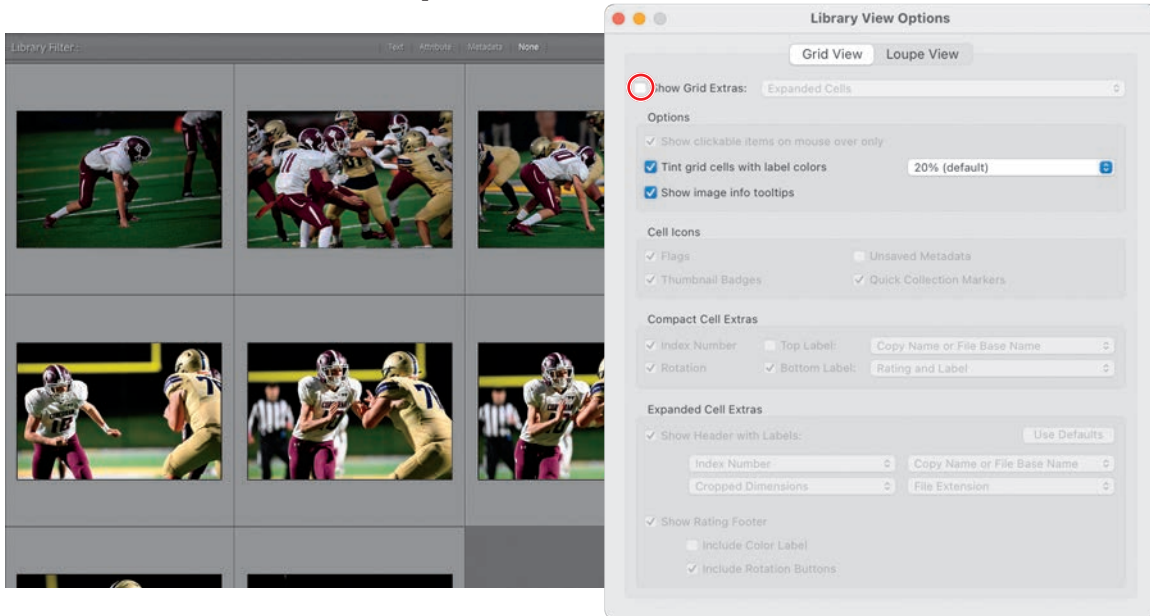 Library View Options
Library Filter :
Text Attribute Metadata None
Grid View Loupe View
Show Grid Extras: Expanded Cells
Options
Show clickable items on mouse over only
Tint grid cells with label colors 20% (default)
Show image info tooltips
Cell Icons
Flags Unsaved Metadata
Thumbnail Badges Quick Collection Markers
Compact Cell Extras
Index Number Top Label: Copy Name or File Base Name
Rotation Bottom Label: Rating and Label
Expanded Cell Extras
Show Header with Labels: Use Defaults
Index Number Copy Name or File Base Name
Cropped Dimensions File Extension
Show Rating Footer
Include Color Label
Include Rotation Buttons